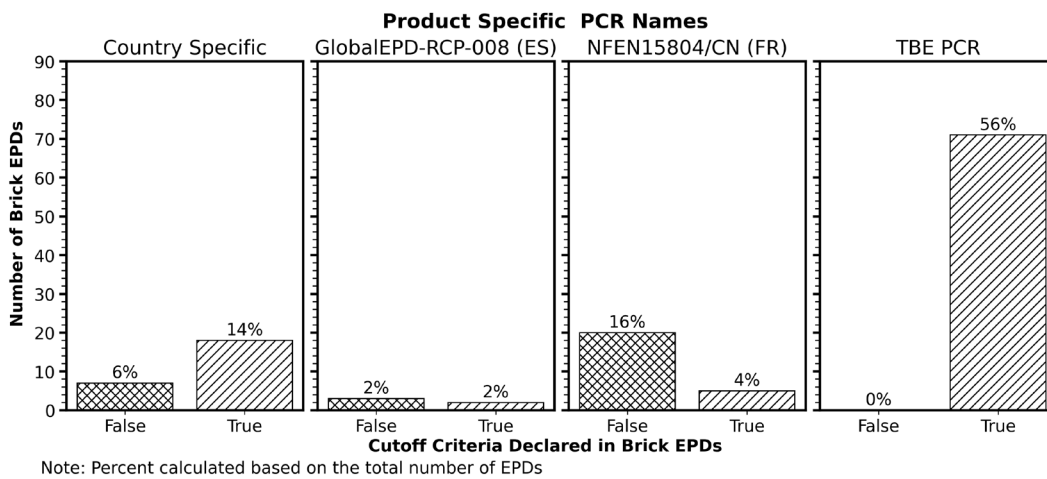 Product Specific  PCR Names
Country Specific
GlobalEPD-RCP-008 (ES)
NFEN15804/CN (FR)
TBE PCR
Number of Brick EPDs
90
80
70
60
50
40
30
20
10
0
6%
14%
2%
2%
16%
4%
0%
56%
False
True
False
True
False
True
False
True
Cutoff Criteria Declared in Brick EPDs
Note: Percent calculated based on the total number of EPDs